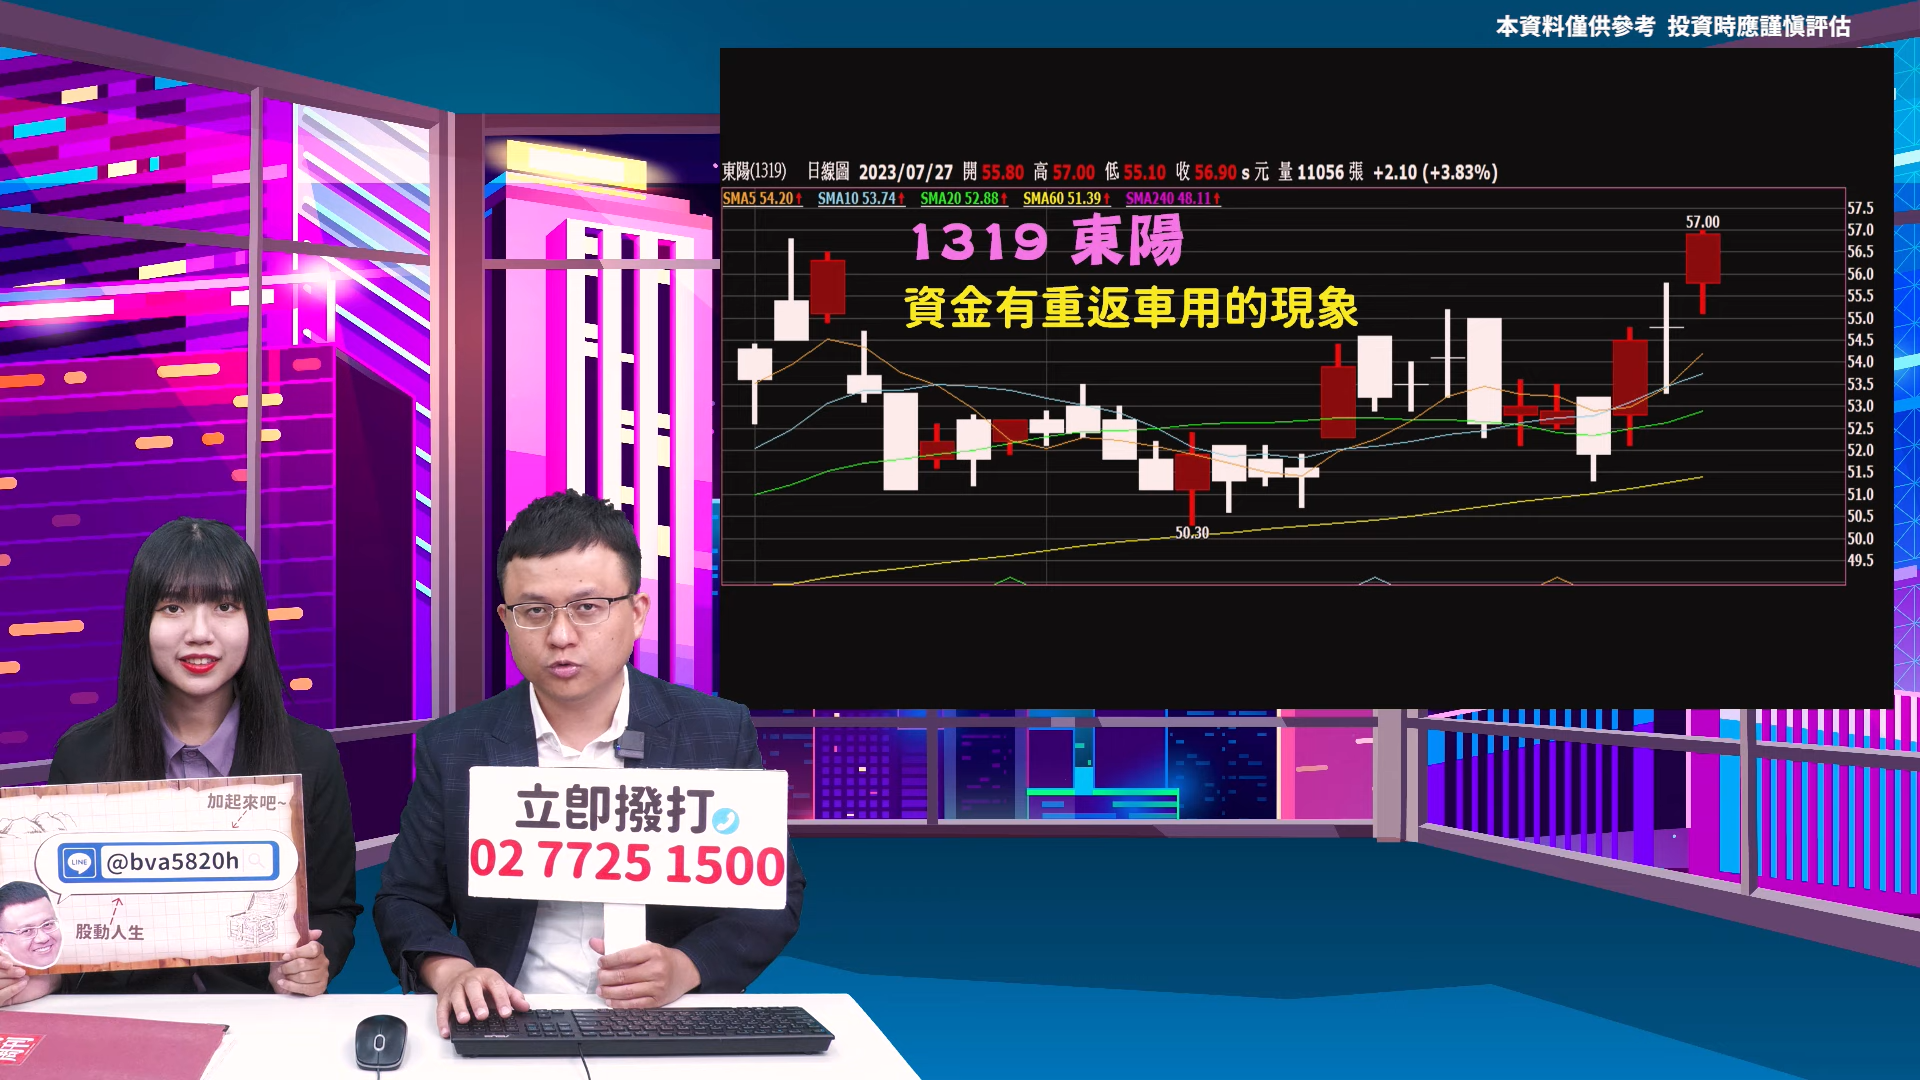 本資料僅供參考 投資時應謹慎評估
東陽(1319) 日線圖 2023/07/27 開 55.80 高 57.00 低 55.10 收 56.90 s 元 量 11056 張 +2.10 (+3.83%)
SMA5 54.20↑ SMA10 53.74↑ SMA20 52.88↑ SMA60 51.39↑ SMA240 48.11↑
1319 東陽
資金有重返車用的現象
57.00
50.30
57.5
57.0
56.5
56.0
55.5
55.0
54.5
54.0
53.5
53.0
52.5
52.0
51.5
51.0
50.5
50.0
49.5
加起來吧~
LINE @bva5820h
股動人生
立即撥打
02 7725 1500